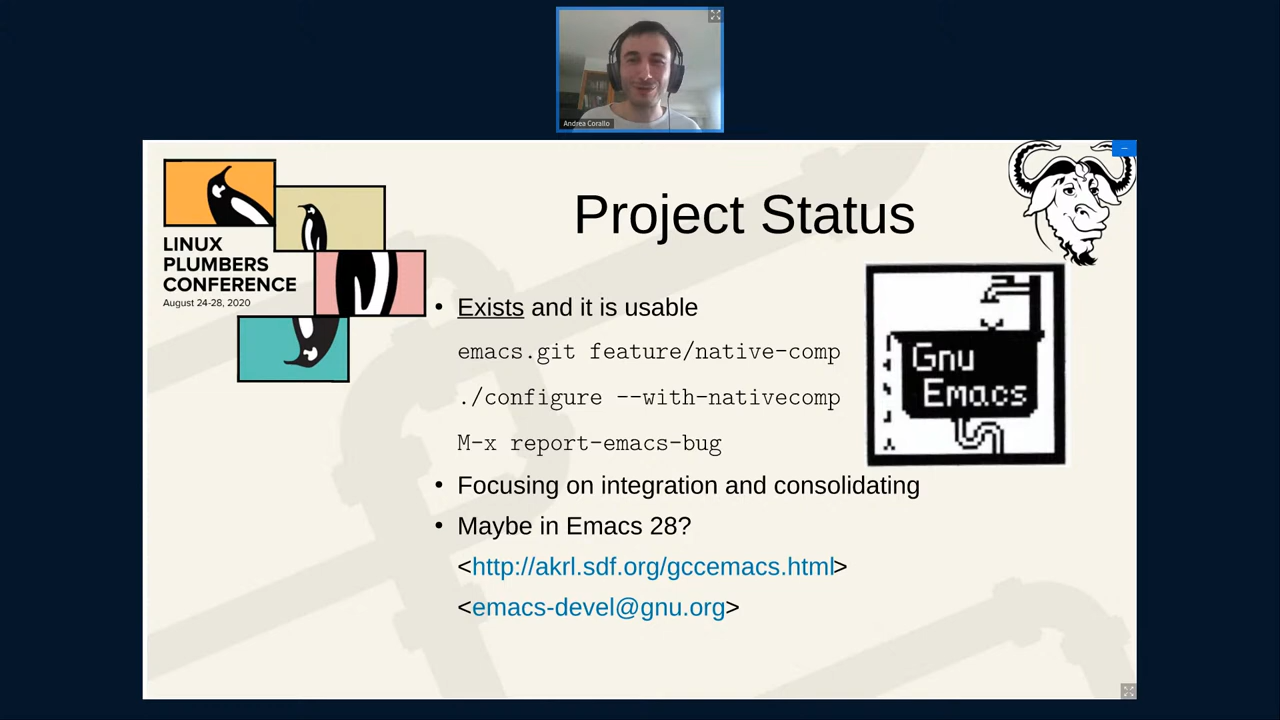 Andrea Corallo
LINUX
PLUMBERS
CONFERENCE
August 24-28, 2020
Project Status
• Exists and it is usable
emacs.git feature/native-comp
./configure --with-nativecomp
M-x report-emacs-bug
Gnu
Emacs
• Focusing on integration and consolidating
• Maybe in Emacs 28?
<http://akrl.sdf.org/gccemacs.html>
<emacs-devel@gnu.org>